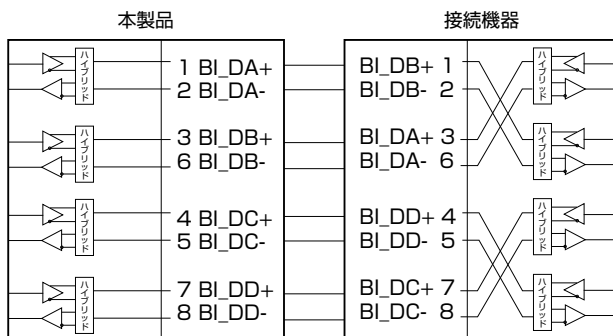 本製品
接続機器
ハイブリッド
1 BI_DA+
2 BI_DA-
BI_DB+ 1
BI_DB- 2
ハイブリッド
ハイブリッド
3 BI_DB+
6 BI_DB-
BI_DA+ 3
BI_DA- 6
ハイブリッド
ハイブリッド
4 BI_DC+
5 BI_DC-
BI_DD+ 4
BI_DD- 5
ハイブリッド
ハイブリッド
7 BI_DD+
8 BI_DD-
BI_DC+ 7
BI_DC- 8
ハイブリッド